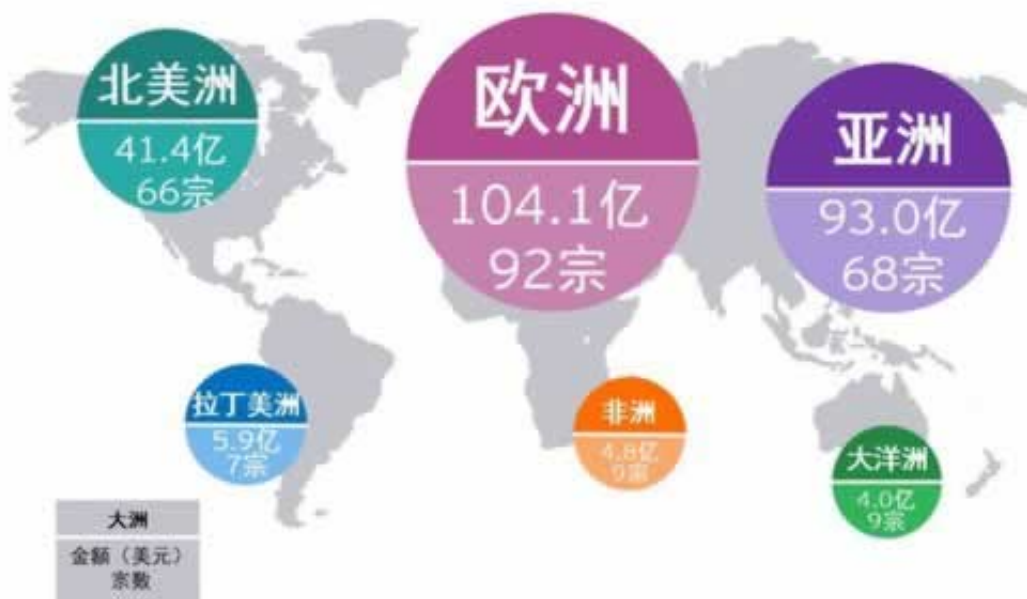 北美洲
41.4亿
66宗
欧洲
104.1亿
92宗
亚洲
93.0亿
68宗
拉丁美洲
5.9亿
7宗
非洲
4.8亿
大洋洲
4.0亿
9宗
大洲
金额（美元）
宗数